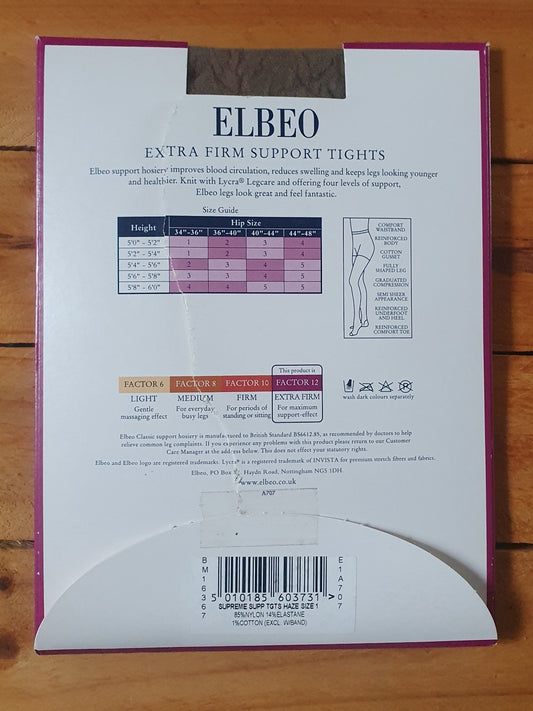 ELBEO
EXTRA FIRM SUPPORT TIGHTS
Elbeo support hosiery improves blood circulation, reduces swelling and keeps legs looking younger
and healthier. Knit with Lycra® Legcare and offering four levels of support,
Elbeo legs look great and feel fantastic.
Size Guide
Height Hip Size
34"-36" 36"-40" 40"-44" 44"-48"
5'0" - 5'2" 1 2 3 4
5'2" - 5'4" 1 2 3 4
5'4" - 5'6" 2 3 4 5
5'6" - 5'8" 3 3 4 5
5'8" - 6'0" 4 4 5 5
COMFORT
WAISTBAND
REINFORCED
BODY
COTTON
GUSSET
FULLY
SHAPED LEG
GRADUATED
COMPRESSION
SEMI SHEER
APPEARANCE
REINFORCED
UNDERFOOT
AND HEEL
REINFORCED
COMFORT TOE
This product is
FACTOR 6 FACTOR 8 FACTOR 10 FACTOR 12
LIGHT MEDIUM FIRM EXTRA FIRM
Gentle For everyday For periods of For maximum
massaging effect busy legs standing or sitting support-effect
wash dark colours separately
Elbeo Classic support hosiery is manufactured to British Standard BS6612.85, as recommended by doctors to help
relieve common leg complaints. If you experience any problems with this product please return to our Customer
Care Manager at the address below. This does not effect your statutory rights.
Elbeo and Elbeo logo are registered trademarks. Lycra® is a registered trademark of INVISTA for premium stretch fibres and fabrics.
Elbeo, PO Box Haydn Road, Nottingham NG5 1DH.
www.elbeo.co.uk
A707
BM16367
E1A707
5 010185 603731 >
SUPREME SUPP TGTS HAZE SIZE 1
85%NYLON 14%ELASTANE
1%COTTON (EXCL. W/BAND)